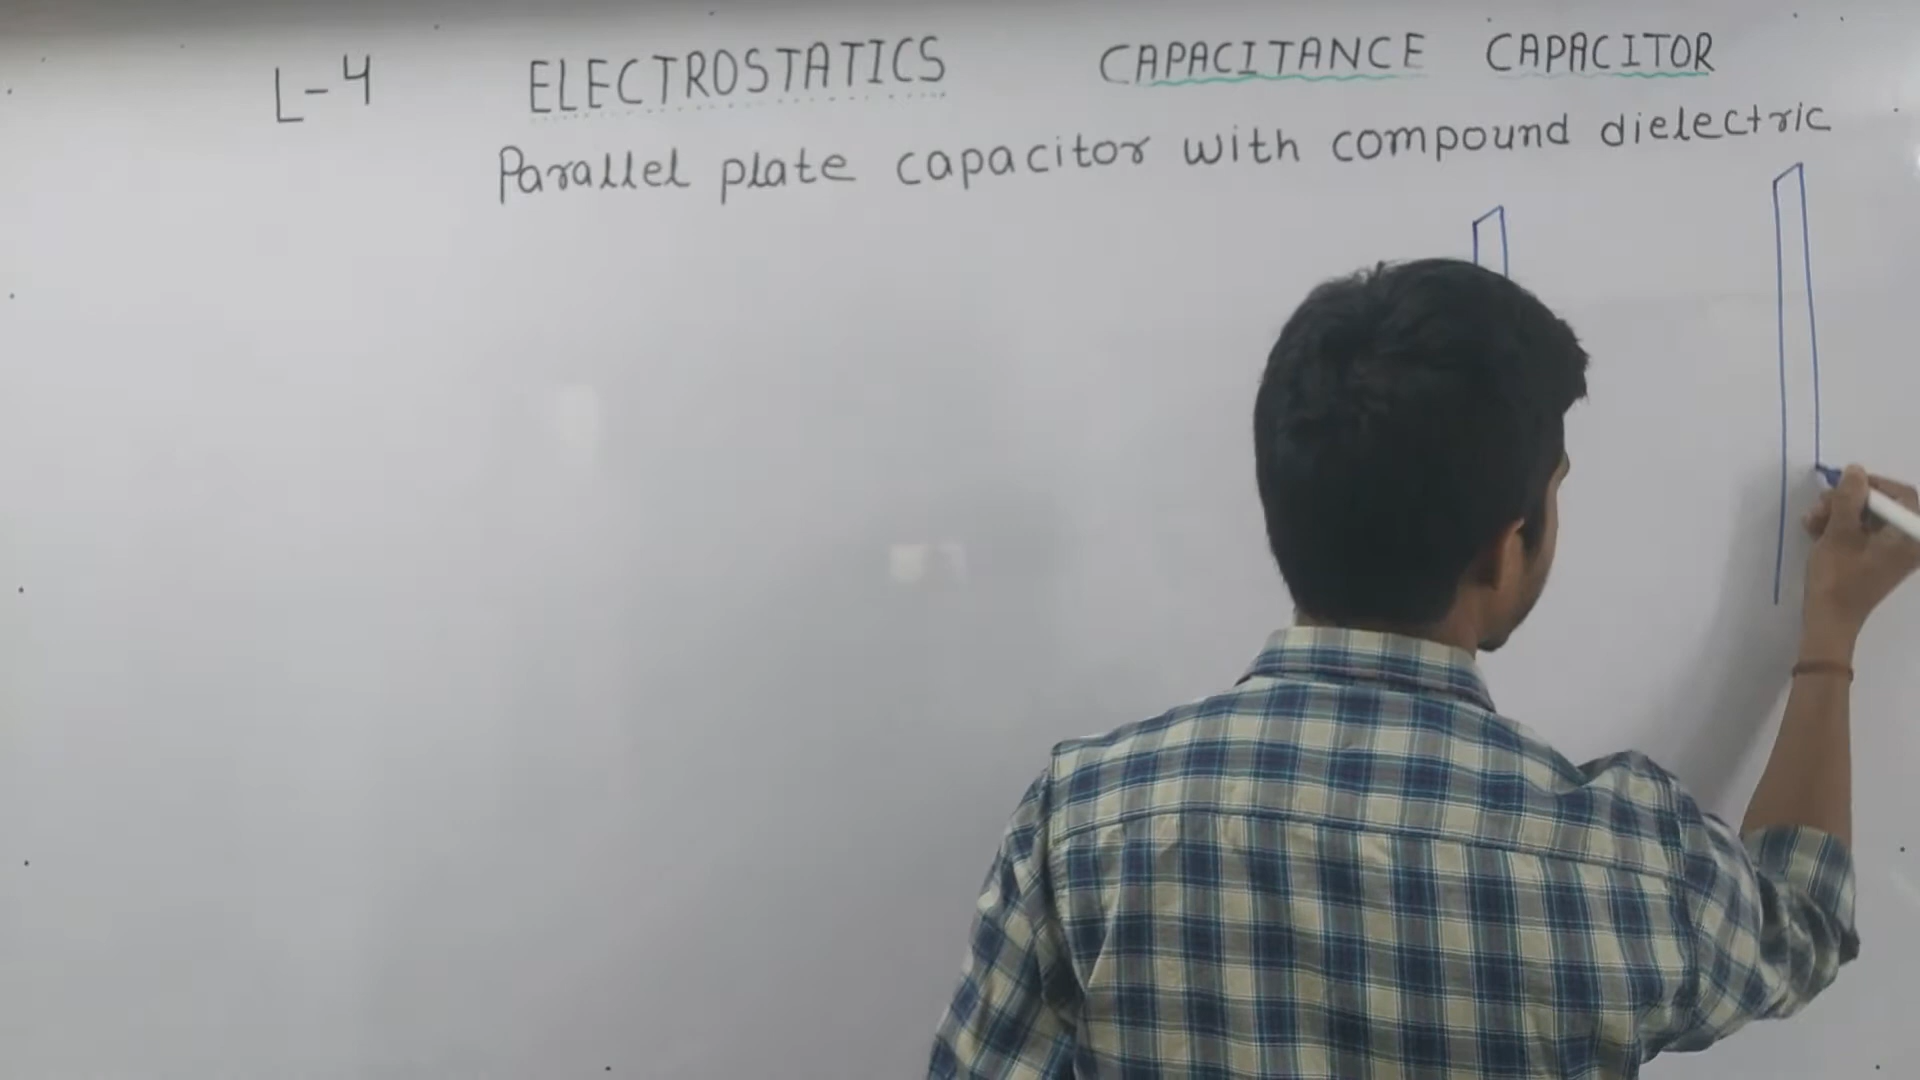 L-4 ELECTROSTATICS CAPACITANCE CAPACITOR
Parallel plate capacitor with compound dielectric